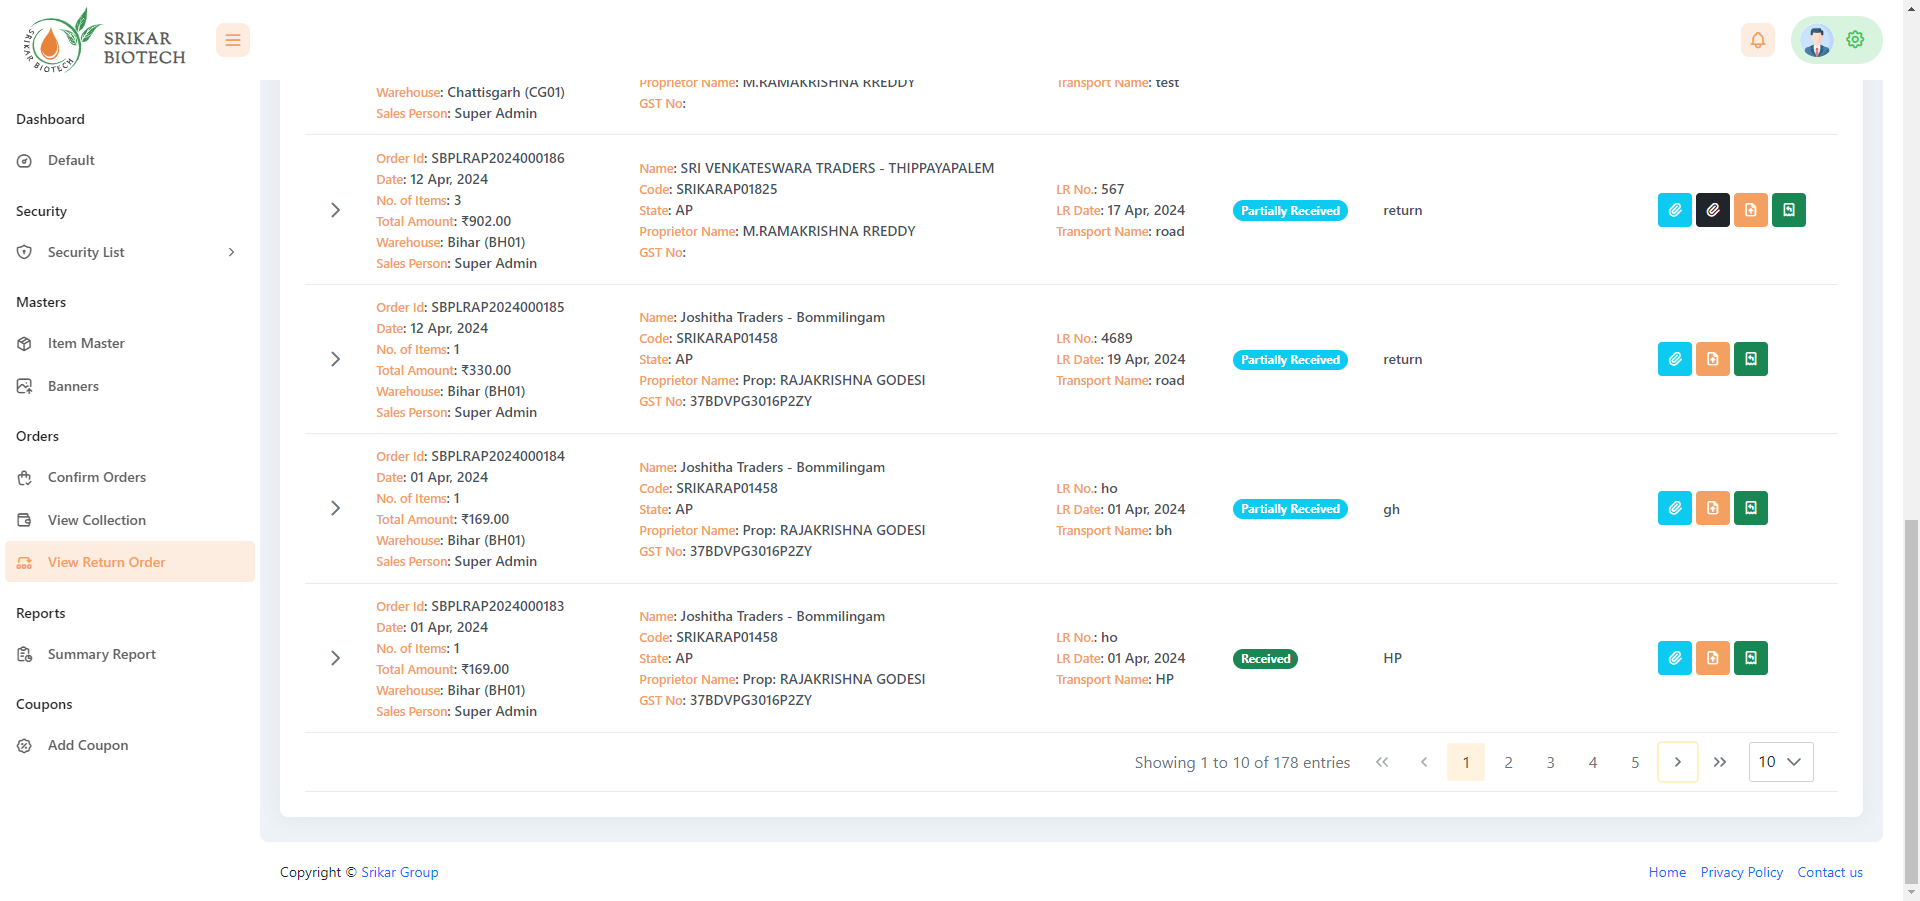 SRIKAR BIOTECH
SRIKAR
BIOTECH
Dashboard
Default
Security
Security List
Masters
Item Master
Banners
Orders
Confirm Orders
View Collection
View Return Order
Reports
Summary Report
Coupons
Add Coupon
Warehouse: Chattisgarh (CG01)
Sales Person: Super Admin
Proprietor Name: M.RAMAKRISHNA RREDDY
GST No:
Transport Name: test
Order Id: SBPLRAP2024000186
Date: 12 Apr, 2024
No. of Items: 3
Total Amount: ₹902.00
Warehouse: Bihar (BH01)
Sales Person: Super Admin
Name: SRI VENKATESWARA TRADERS - THIPPAYAPALEM
Code: SRIKARAP01825
State: AP
Proprietor Name: M.RAMAKRISHNA RREDDY
GST No:
LR No.: 567
LR Date: 17 Apr, 2024
Transport Name: road
Partially Received
return
Order Id: SBPLRAP2024000185
Date: 12 Apr, 2024
No. of Items: 1
Total Amount: ₹330.00
Warehouse: Bihar (BH01)
Sales Person: Super Admin
Name: Joshitha Traders - Bommilingam
Code: SRIKARAP01458
State: AP
Proprietor Name: Prop: RAJAKRISHNA GODESI
GST No: 37BDVPG3016P2ZY
LR No.: 4689
LR Date: 19 Apr, 2024
Transport Name: road
Partially Received
return
Order Id: SBPLRAP2024000184
Date: 01 Apr, 2024
No. of Items: 1
Total Amount: ₹169.00
Warehouse: Bihar (BH01)
Sales Person: Super Admin
Name: Joshitha Traders - Bommilingam
Code: SRIKARAP01458
State: AP
Proprietor Name: Prop: RAJAKRISHNA GODESI
GST No: 37BDVPG3016P2ZY
LR No.: ho
LR Date: 01 Apr, 2024
Transport Name: bh
Partially Received
gh
Order Id: SBPLRAP2024000183
Date: 01 Apr, 2024
No. of Items: 1
Total Amount: ₹169.00
Warehouse: Bihar (BH01)
Sales Person: Super Admin
Name: Joshitha Traders - Bommilingam
Code: SRIKARAP01458
State: AP
Proprietor Name: Prop: RAJAKRISHNA GODESI
GST No: 37BDVPG3016P2ZY
LR No.: ho
LR Date: 01 Apr, 2024
Transport Name: HP
Received
HP
Showing 1 to 10 of 178 entries 1 2 3 4 5 10
Copyright © Srikar Group
Home Privacy Policy Contact us